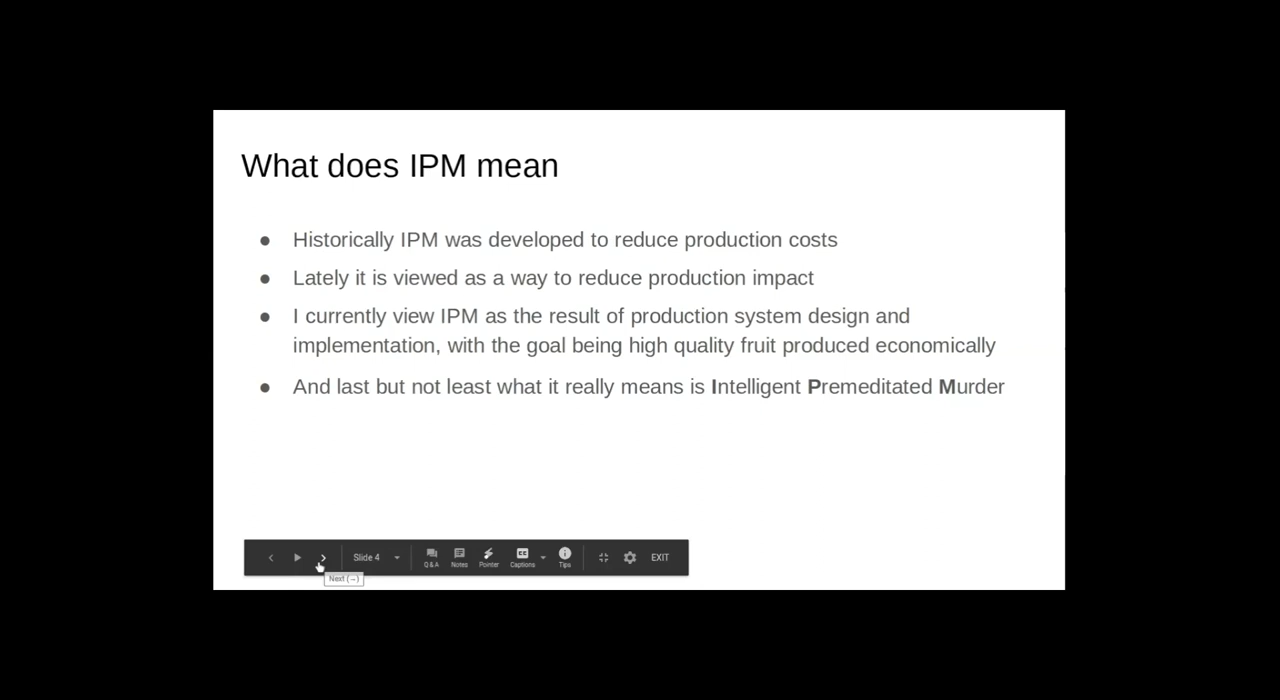 What does IPM mean
● Historically IPM was developed to reduce production costs
● Lately it is viewed as a way to reduce production impact
● I currently view IPM as the result of production system design and
implementation, with the goal being high quality fruit produced economically
● And last but not least what it really means is Intelligent Premeditated Murder
Slide 4 Q&A Notes Pointer Captions Tips EXIT
Next (→)